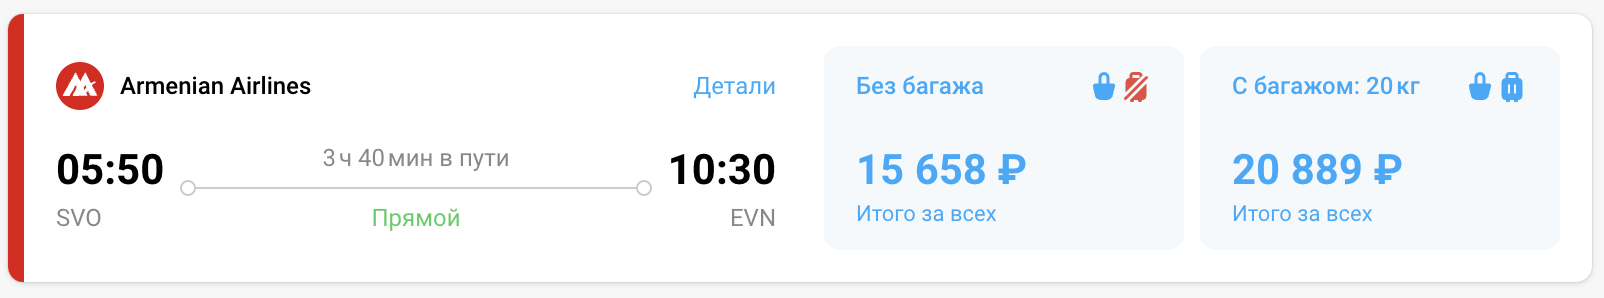 Armenian Airlines
Детали
05:50
3 ч 40 мин в пути
10:30
SVO
Прямой
EVN
Без багажа
15 658 ₽
Итого за всех
С багажом: 20 кг
20 889 ₽
Итого за всех